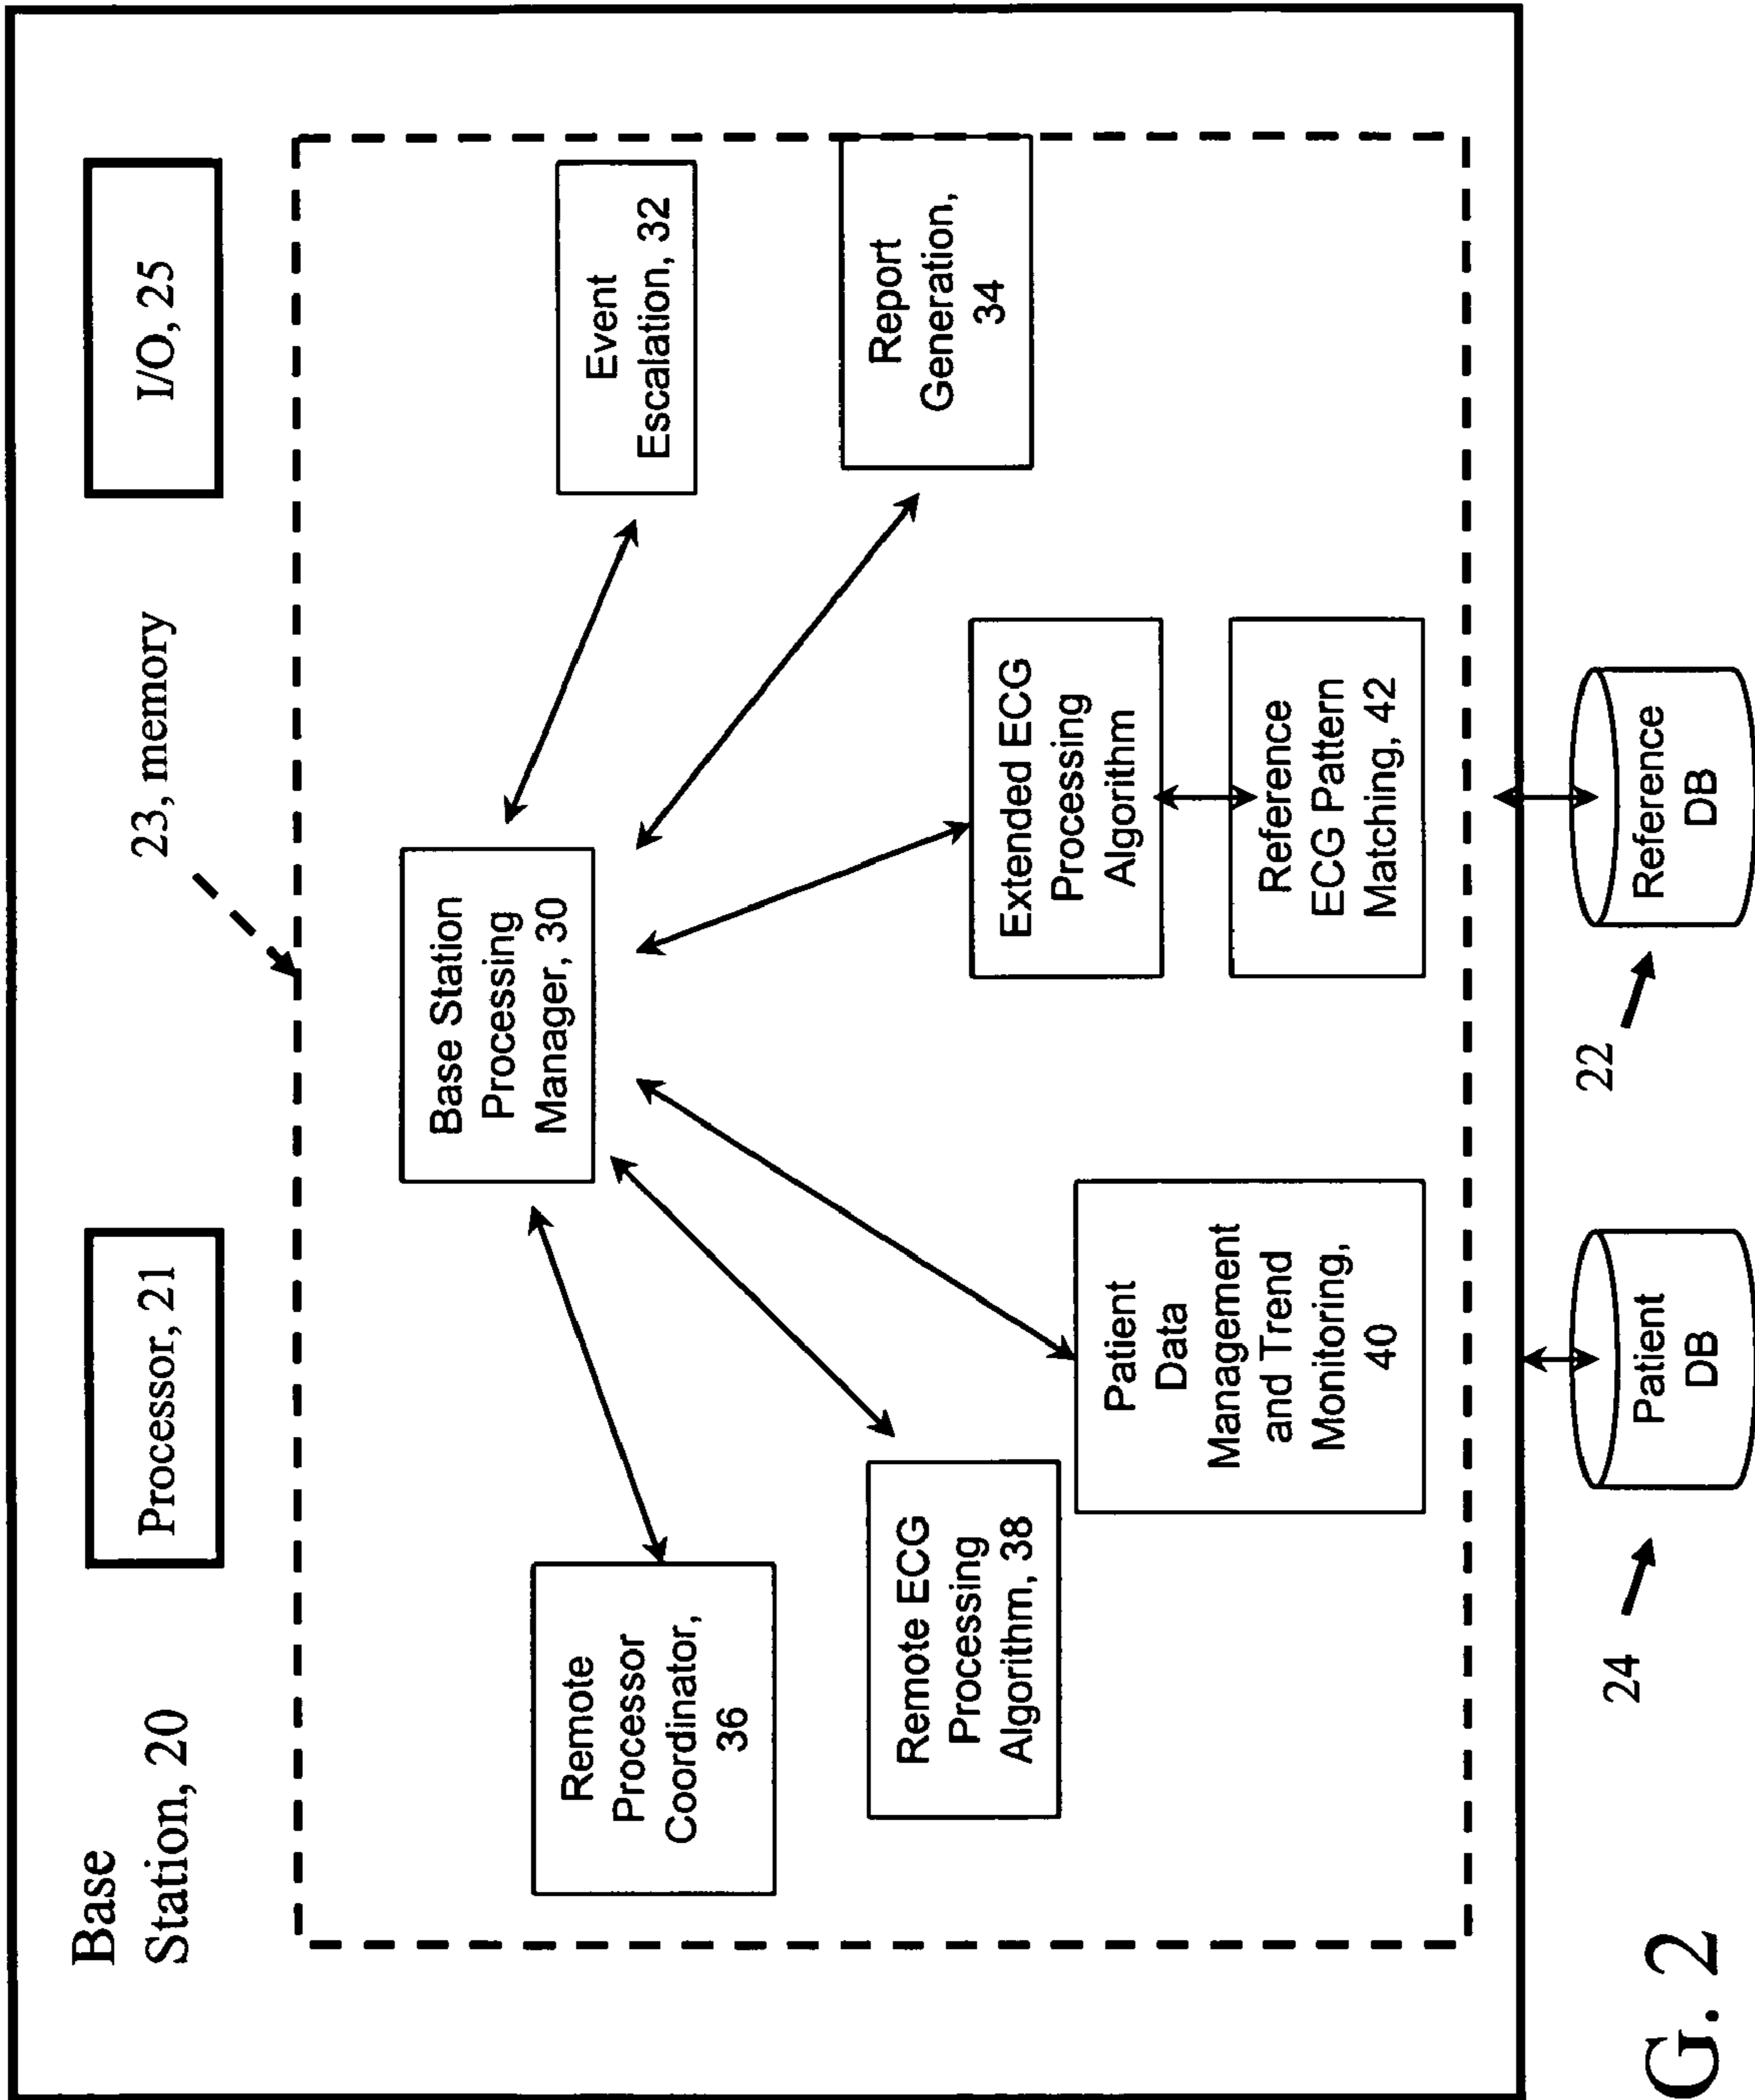 Base
Station, 20
Processor, 21
23, memory
I/O, 25
Base Station
Processing
Manager, 30
Remote
Processor
Coordinator,
36
Event
Escalation, 32
Remote ECG
Processing
Algorithm, 38
Report
Generation,
34
Patient
Data
Management
and Trend
Monitoring,
40
Extended ECG
Processing
Algorithm
Reference
ECG Pattern
Matching, 42
24
Patient
DB
22
Reference
DB
G. 2